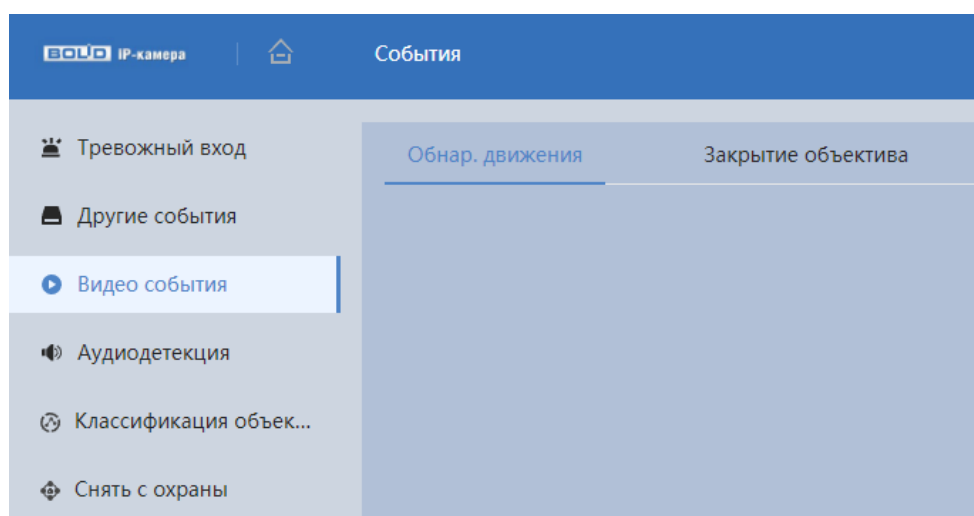 BOLID IP-камера
События
Тревожный вход
Другие события
Видео события
Аудиодетекция
Классификация объек...
Снять с охраны
Обнар. движения
Закрытие объектива